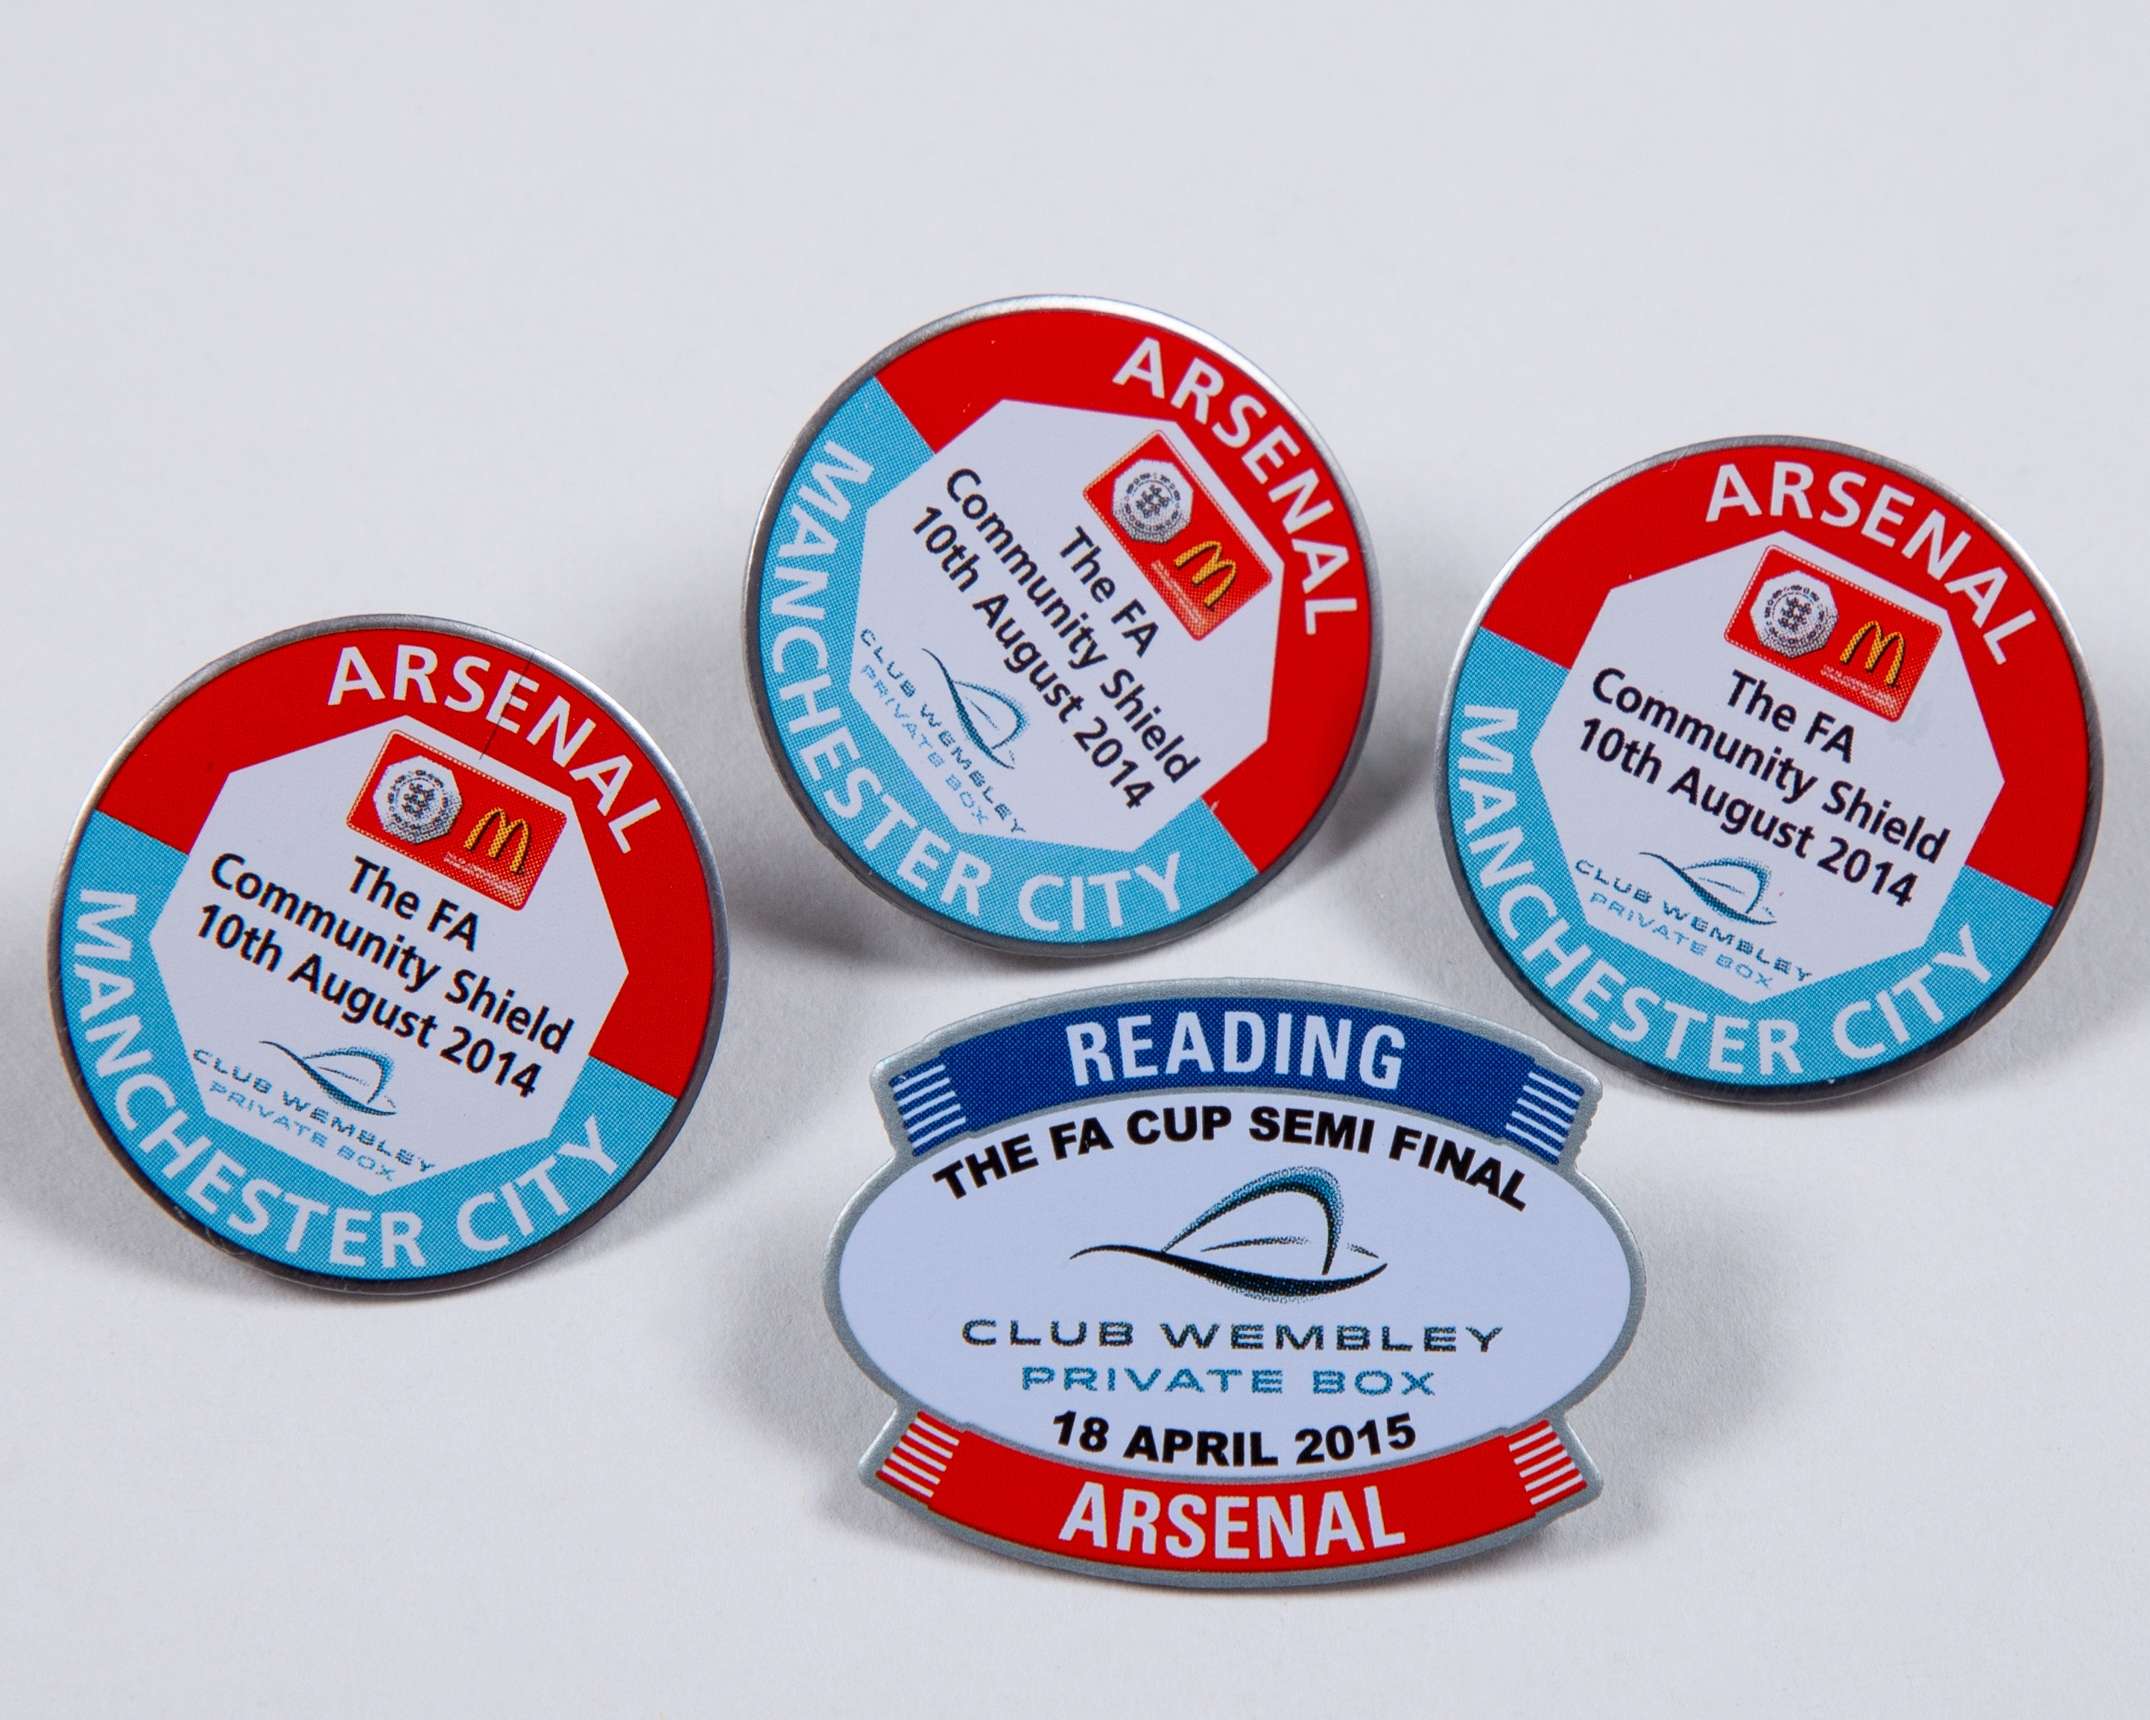 ARSENAL
The FA
Community Shield
10th August 2014
CLUB WEMBLEY
PRIVATE BOX
MANCHESTER CITY
ARSENAL
The FA
Community Shield
10th August 2014
CLUB WEMBLEY
PRIVATE BOX
MANCHESTER CITY
ARSENAL
The FA
Community Shield
10th August 2014
CLUB WEMBLEY
PRIVATE BOX
MANCHESTER CITY
READING
THE FA CUP SEMI FINAL
CLUB WEMBLEY
PRIVATE BOX
18 APRIL 2015
ARSENAL